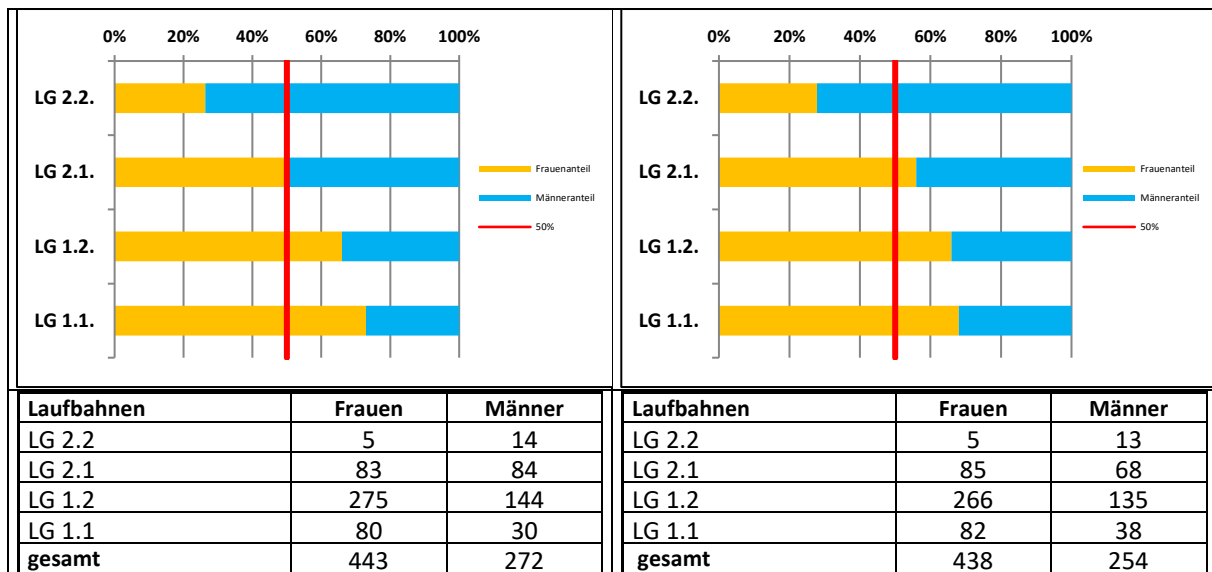 0% 20% 40% 60% 80% 100%
LG 2.2.
LG 2.1.
LG 1.2.
LG 1.1.
Frauenanteil
Männeranteil
50%
0% 20% 40% 60% 80% 100%
LG 2.2.
LG 2.1.
LG 1.2.
LG 1.1.
Frauenanteil
Männeranteil
50%
Laufbahnen Frauen Männer
LG 2.2 5 14
LG 2.1 83 84
LG 1.2 275 144
LG 1.1 80 30
gesamt 443 272
Laufbahnen Frauen Männer
LG 2.2 5 13
LG 2.1 85 68
LG 1.2 266 135
LG 1.1 82 38
gesamt 438 254